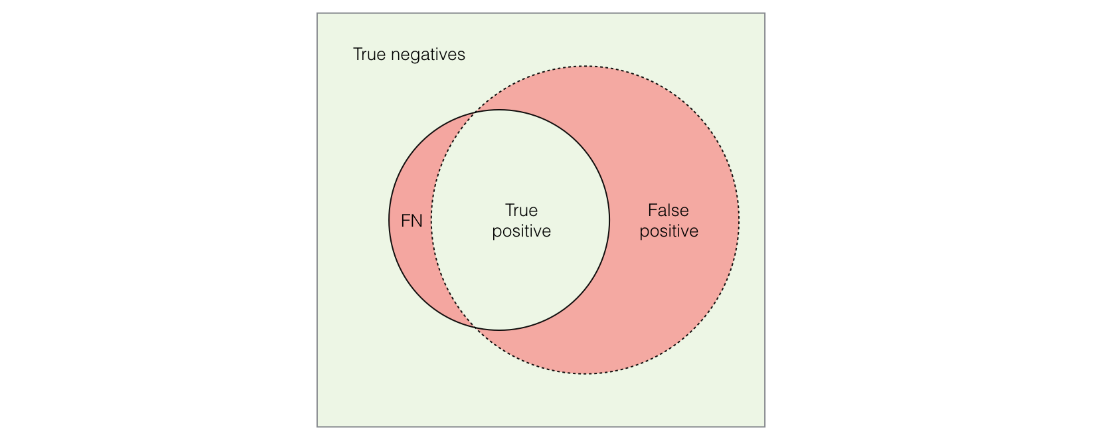 True negatives
FN
True
positive
False
positive